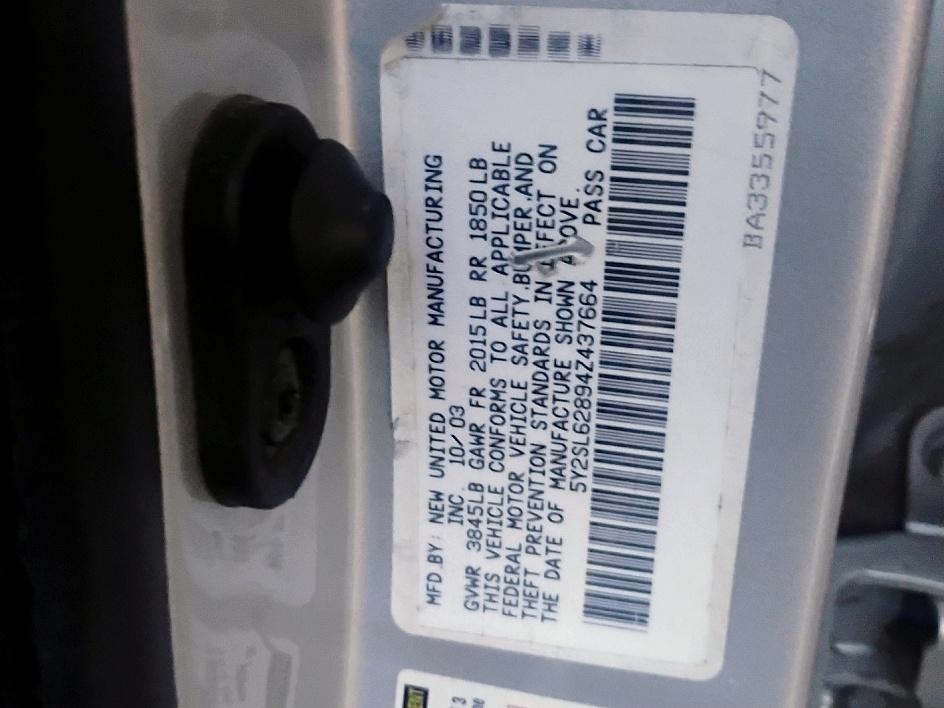 MFD.BY: NEW UNITED MOTOR MANUFACTURING
INC. 10/03
GVWR 3845LB GAWR FR 2015LB RR 1850LB
THIS VEHICLE CONFORMS TO ALL APPLICABLE
FEDERAL MOTOR VEHICLE SAFETY,BUMPER,AND
THEFT PREVENTION STANDARDS IN EFFECT ON
THE DATE OF MANUFACTURE SHOWN ABOVE.
5Y2SL62894Z437664 PASS CAR
BA3355977